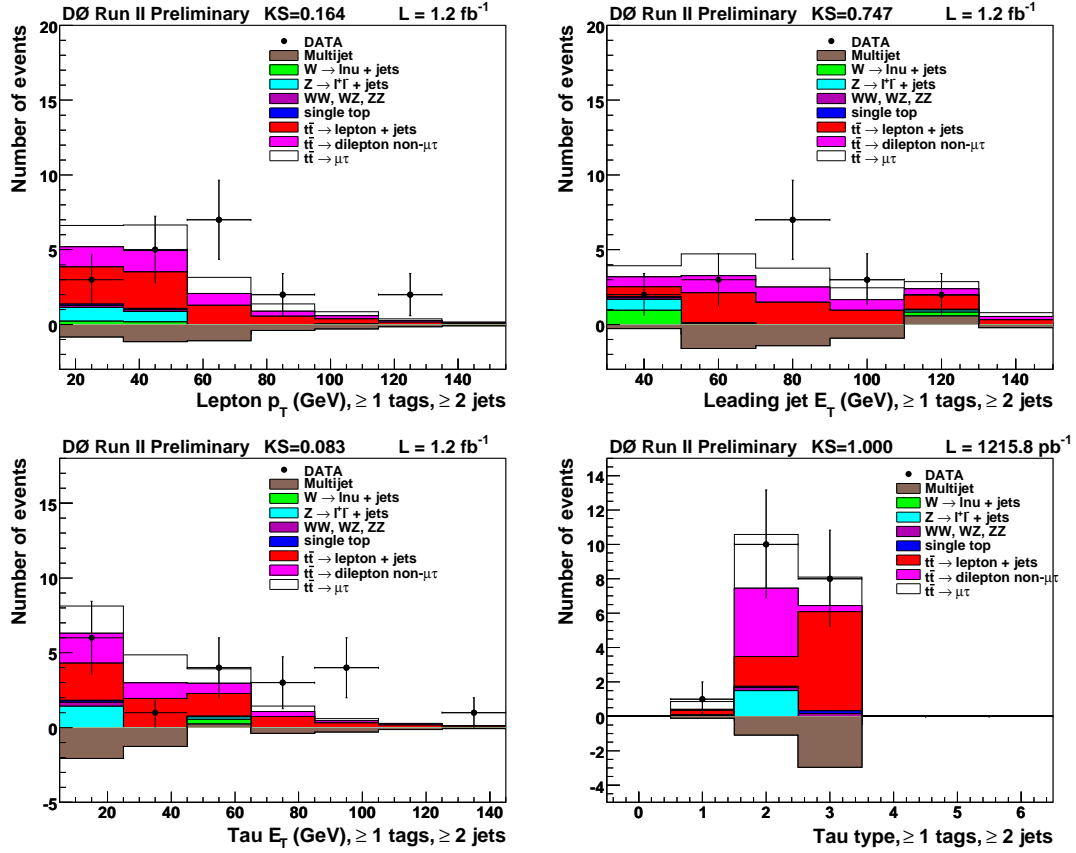 DØ Run II Preliminary KS=0.164 L = 1.2 fb⁻¹
Number of events
20
15
10
5
0
DATA
Multijet
W → lnu + jets
Z → l⁺l⁻ + jets
WW, WZ, ZZ
single top
tt̄ → lepton + jets
tt̄ → dilepton non-μτ
tt̄ → μτ
20 40 60 80 100 120 140
Lepton p_T (GeV), ≥ 1 tags, ≥ 2 jets
DØ Run II Preliminary KS=0.747 L = 1.2 fb⁻¹
Number of events
20
15
10
5
0
DATA
Multijet
W → lnu + jets
Z → l⁺l⁻ + jets
WW, WZ, ZZ
single top
tt̄ → lepton + jets
tt̄ → dilepton non-μτ
tt̄ → μτ
40 60 80 100 120 140
Leading jet E_T (GeV), ≥ 1 tags, ≥ 2 jets
DØ Run II Preliminary KS=0.083 L = 1.2 fb⁻¹
Number of events
15
10
5
0
-5
DATA
Multijet
W → lnu + jets
Z → l⁺l⁻ + jets
WW, WZ, ZZ
single top
tt̄ → lepton + jets
tt̄ → dilepton non-μτ
tt̄ → μτ
20 40 60 80 100 120 140
Tau E_T (GeV), ≥ 1 tags, ≥ 2 jets
DØ Run II Preliminary KS=1.000 L = 1215.8 pb⁻¹
Number of events
14
12
10
8
6
4
2
0
-2
-4
DATA
Multijet
W → lnu + jets
Z → l⁺l⁻ + jets
WW, WZ, ZZ
single top
tt̄ → lepton + jets
tt̄ → dilepton non-μτ
tt̄ → μτ
0 1 2 3 4 5 6
Tau type, ≥ 1 tags, ≥ 2 jets